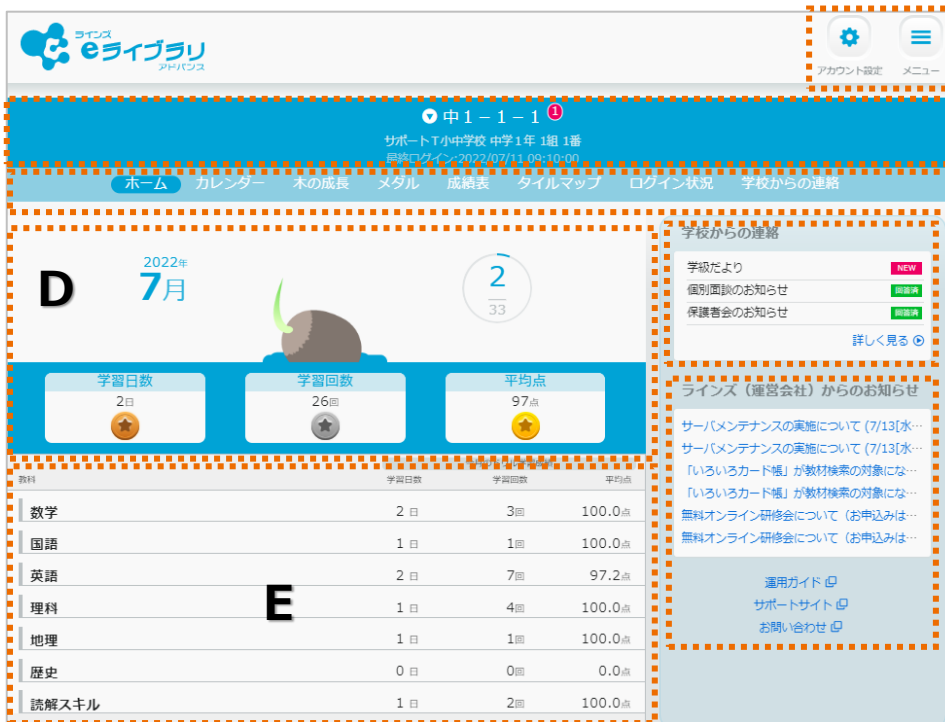 ラインズ
eライブラリ
アドバンス
アカウント設定
メニュー
中1-1-1 1
サポートT小中学校 中学1年 1組 1番
最終ログイン:2022/07/11 09:10:00
ホーム カレンダー 木の成長 メダル 成績表 タイルマップ ログイン状況 学校からの連絡
D
2022年
7月
2
33
学習日数
2日
学習回数
26回
平均点
97点
教科 学習日数 学習回数 平均点
数学 2日 3回 100.0点
国語 1日 1回 100.0点
英語 2日 7回 97.2点
E
理科 1日 4回 100.0点
地理 1日 1回 100.0点
歴史 0日 0回 0.0点
読解スキル 1日 2回 100.0点
学校からの連絡
学級だより NEW
個別面談のお知らせ 回答済
保護者会のお知らせ 回答済
詳しく見る
ラインズ（運営会社）からのお知らせ
サーバメンテナンスの実施について (7/13[水…
サーバメンテナンスの実施について (7/13[水…
「いろいろカード帳」が教材検索の対象にな…
「いろいろカード帳」が教材検索の対象にな…
無料オンライン研修会について（お申込みは…
無料オンライン研修会について（お申込みは…
運用ガイド
サポートサイト
お問い合わせ